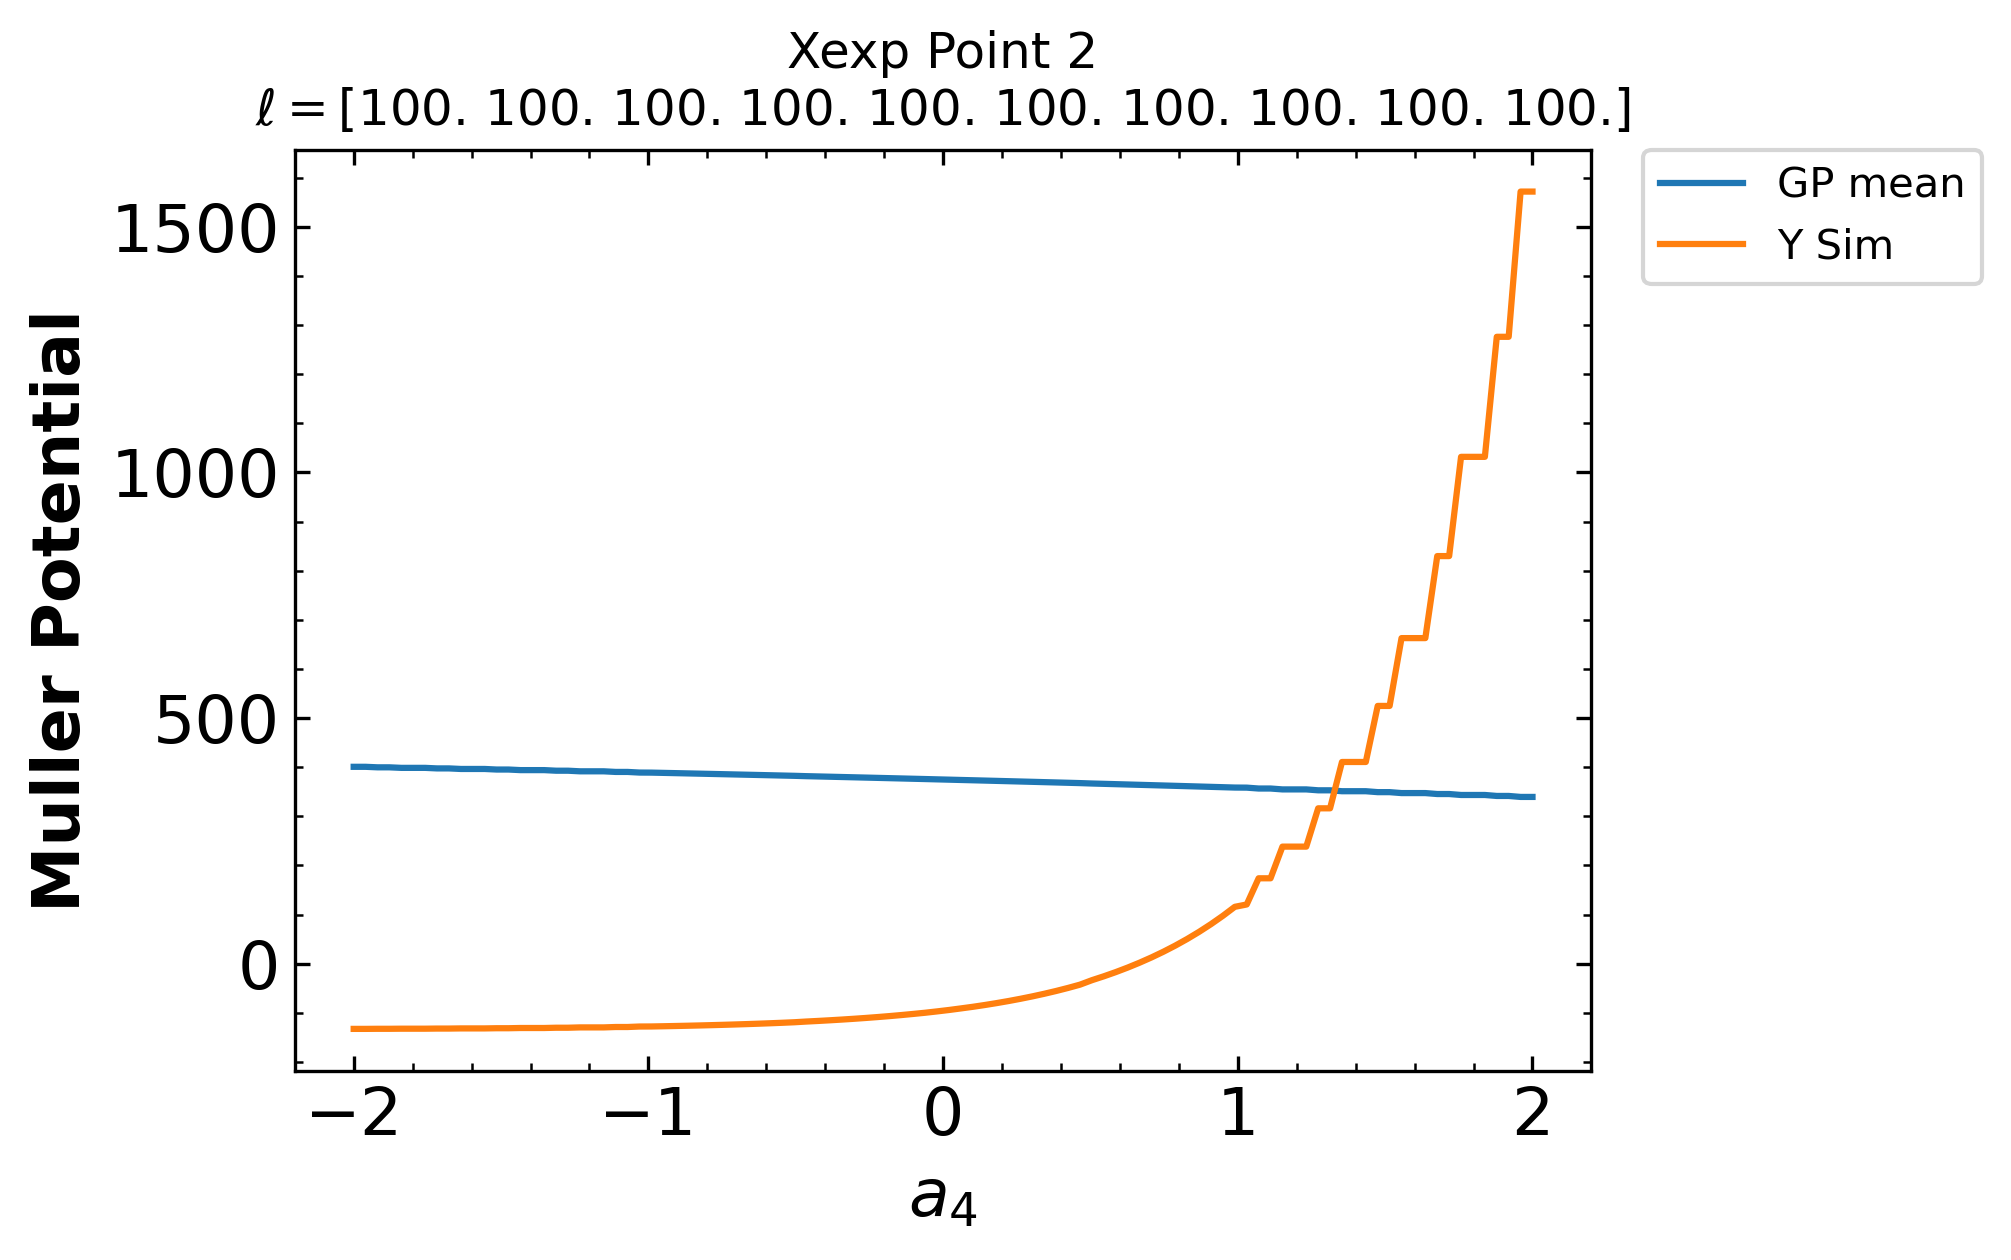 Xexp Point 2
ℓ = [100. 100. 100. 100. 100. 100. 100. 100. 100. 100.]
GP mean
Y Sim
Muller Potential
1500
1000
500
0
−2 −1 0 1 2
a₄